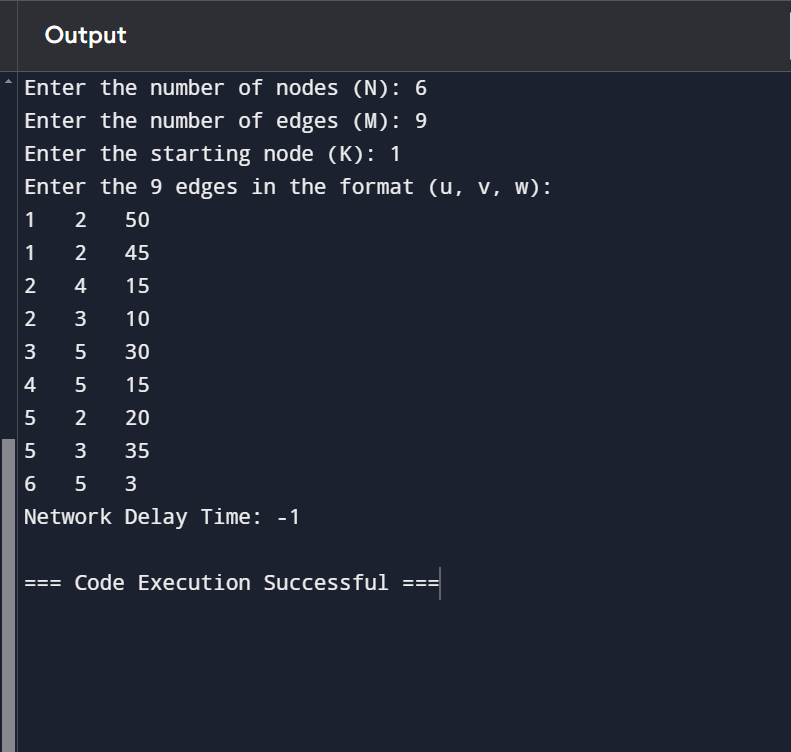 Output
Enter the number of nodes (N): 6
Enter the number of edges (M): 9
Enter the starting node (K): 1
Enter the 9 edges in the format (u, v, w):
1   2   50
1   2   45
2   4   15
2   3   10
3   5   30
4   5   15
5   2   20
5   3   35
6   5   3
Network Delay Time: -1
=== Code Execution Successful ===